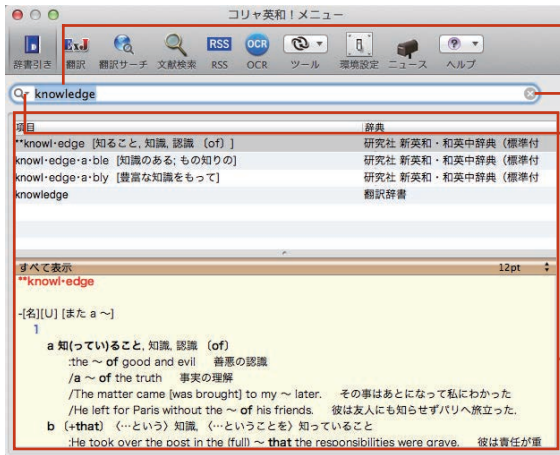 コリャ英和！メニュー
ExJ RSS OCR
辞書引き 翻訳 翻訳サーチ 文献検索 RSS OCR ツール 環境設定 ニュース ヘルプ
knowledge
項目 辞典
**knowl･edge [知ること, 知識, 認識 〔of〕] 研究社 新英和・和英中辞典（標準付
knowl･edge･a･ble [知識のある; もの知りの] 研究社 新英和・和英中辞典（標準付
knowl･edge･a･bly [豊富な知識をもって] 研究社 新英和・和英中辞典（標準付
knowledge 翻訳辞書
すべて表示 12pt
**knowl･edge
-[名][U] [また a ～]
1
a 知(ってい)ること, 知識, 認識 〔of〕
:the ～ of good and evil 善悪の認識
/a ～ of the truth 事実の理解
/The matter came [was brought] to my ～ later. その事はあとになって私にわかった
/He left for Paris without the ～ of his friends. 彼は友人にも知らせずパリへ旅立った.
b 〔+that〕〈…という〉知識,〈…ということを〉知っていること
:He took over the post in the (full) ～ that the responsibilities were grave. 彼は責任が重